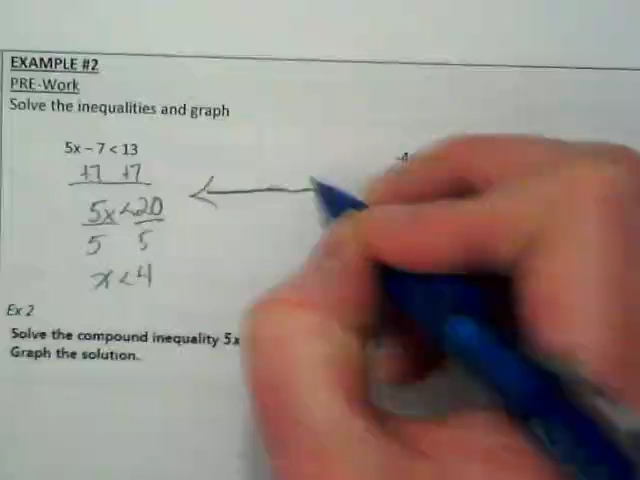 EXAMPLE #2
PRE-Work
Solve the inequalities and graph
5x – 7 < 13
+7 +7
5x < 20
5 5
x < 4
-4
Ex 2
Solve the compound inequality 5x
Graph the solution.